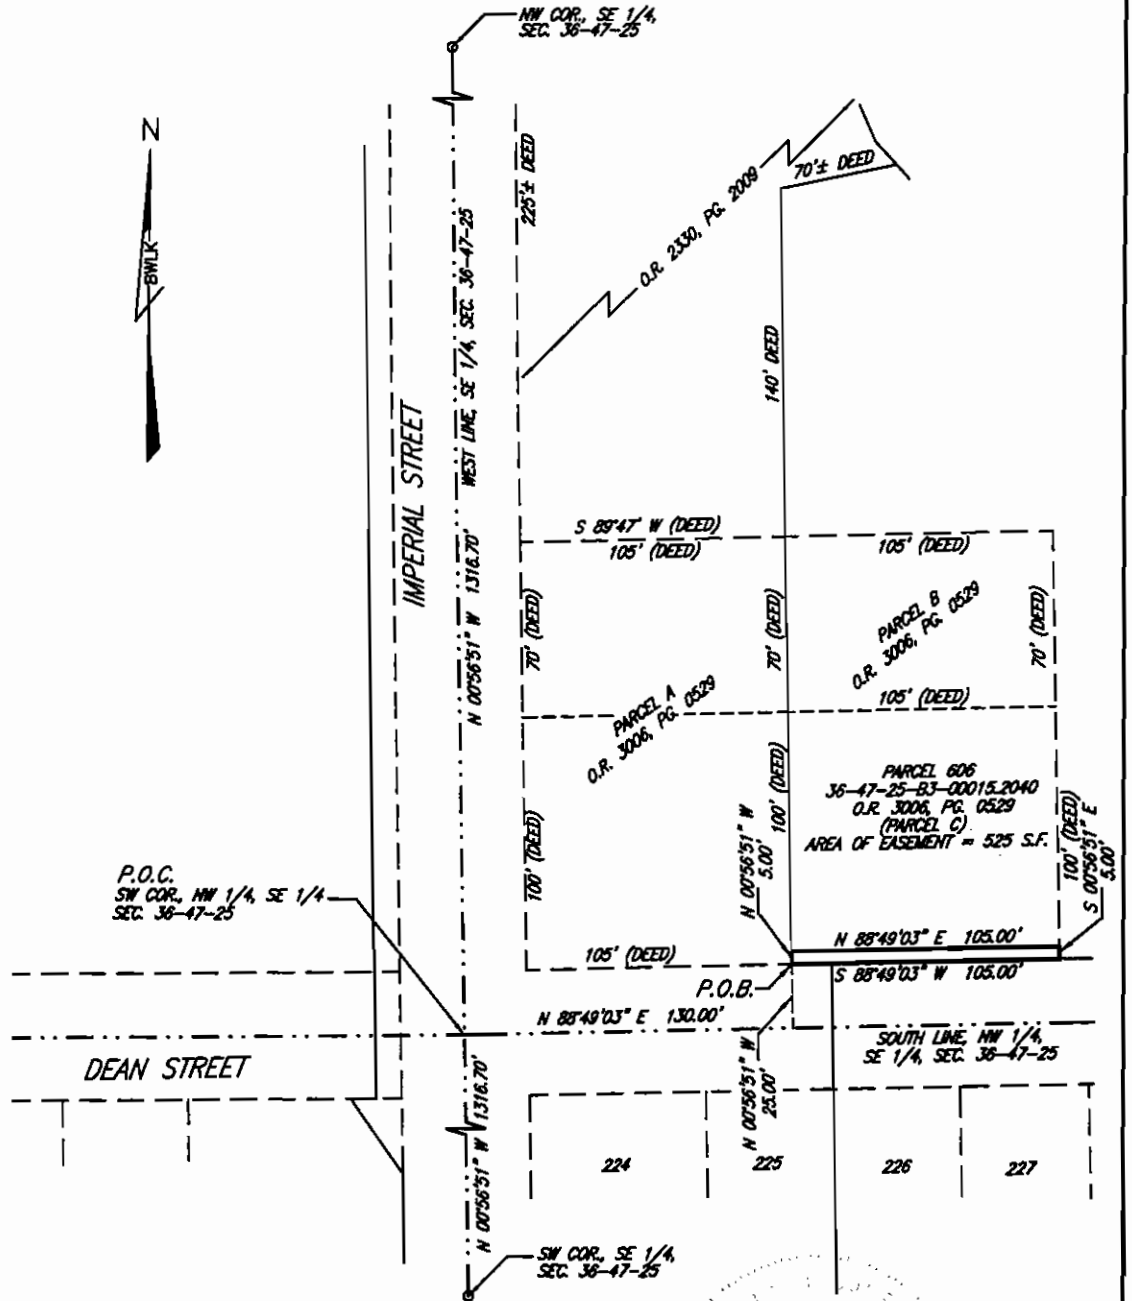 NW COR., SE 1/4,
SEC. 36-47-25
N
BWLK
225'± DEED
70'± DEED
O.R. 2330, PG. 2009
WEST LINE, SE 1/4, SEC. 36-47-25
140' DEED
IMPERIAL STREET
N 00°56'51" W 1316.70'
S 89°47' W (DEED)
105' (DEED)
105' (DEED)
70' (DEED)
70' (DEED)
PARCEL B
O.R. 3006, PG. 0529
70' (DEED)
105' (DEED)
PARCEL A
O.R. 3006, PG. 0529
100' (DEED)
100' (DEED)
N 00°56'51" W
5.00'
PARCEL 606
36-47-25-B3-00015.2040
O.R. 3006, PG. 0529
(PARCEL C)
AREA OF EASEMENT = 525 S.F.
100' (DEED)
S 00°56'51" E
5.00'
P.O.C.
SW COR., NW 1/4, SE 1/4
SEC. 36-47-25
105' (DEED)
N 88°49'03" E 105.00'
S 88°49'03" W 105.00'
P.O.B.
N 88°49'03" E 130.00'
SOUTH LINE, NW 1/4,
SE 1/4, SEC. 36-47-25
N 00°56'51" W
25.00'
DEAN STREET
N 00°56'51" W 1316.70'
224
225
226
227
SW COR., SE 1/4,
SEC. 36-47-25